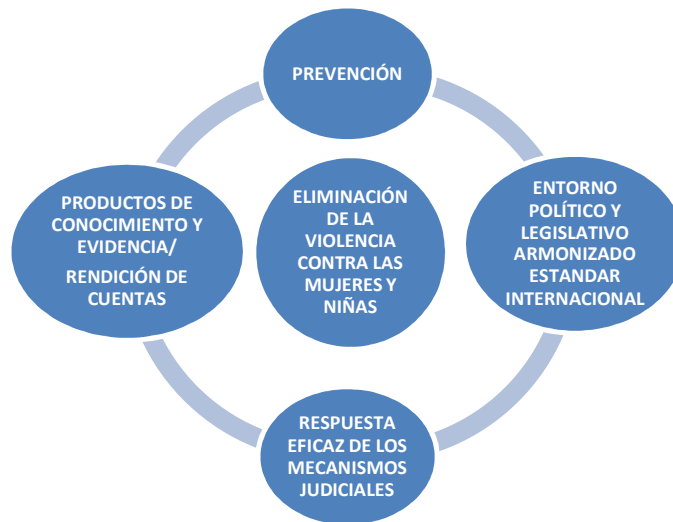 PREVENCIÓN
PRODUCTOS DE
CONOCIMIENTO Y
EVIDENCIA/
RENDICIÓN DE
CUENTAS
ELIMINACIÓN
DE LA
VIOLENCIA
CONTRA LAS
MUJERES Y
NIÑAS
ENTORNO
POLÍTICO Y
LEGISLATIVO
ARMONIZADO
ESTANDAR
INTERNACIONAL
RESPUESTA
EFICAZ DE LOS
MECANISMOS
JUDICIALES